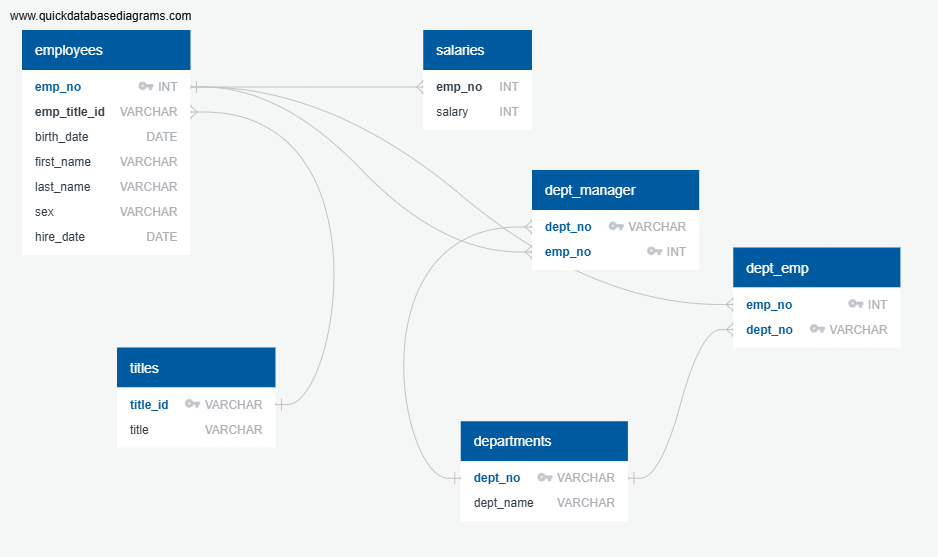 www.quickdatabasediagrams.com
employees
emp_no INT
emp_title_id VARCHAR
birth_date DATE
first_name VARCHAR
last_name VARCHAR
sex VARCHAR
hire_date DATE
salaries
emp_no INT
salary INT
dept_manager
dept_no VARCHAR
emp_no INT
dept_emp
emp_no INT
dept_no VARCHAR
titles
title_id VARCHAR
title VARCHAR
departments
dept_no VARCHAR
dept_name VARCHAR